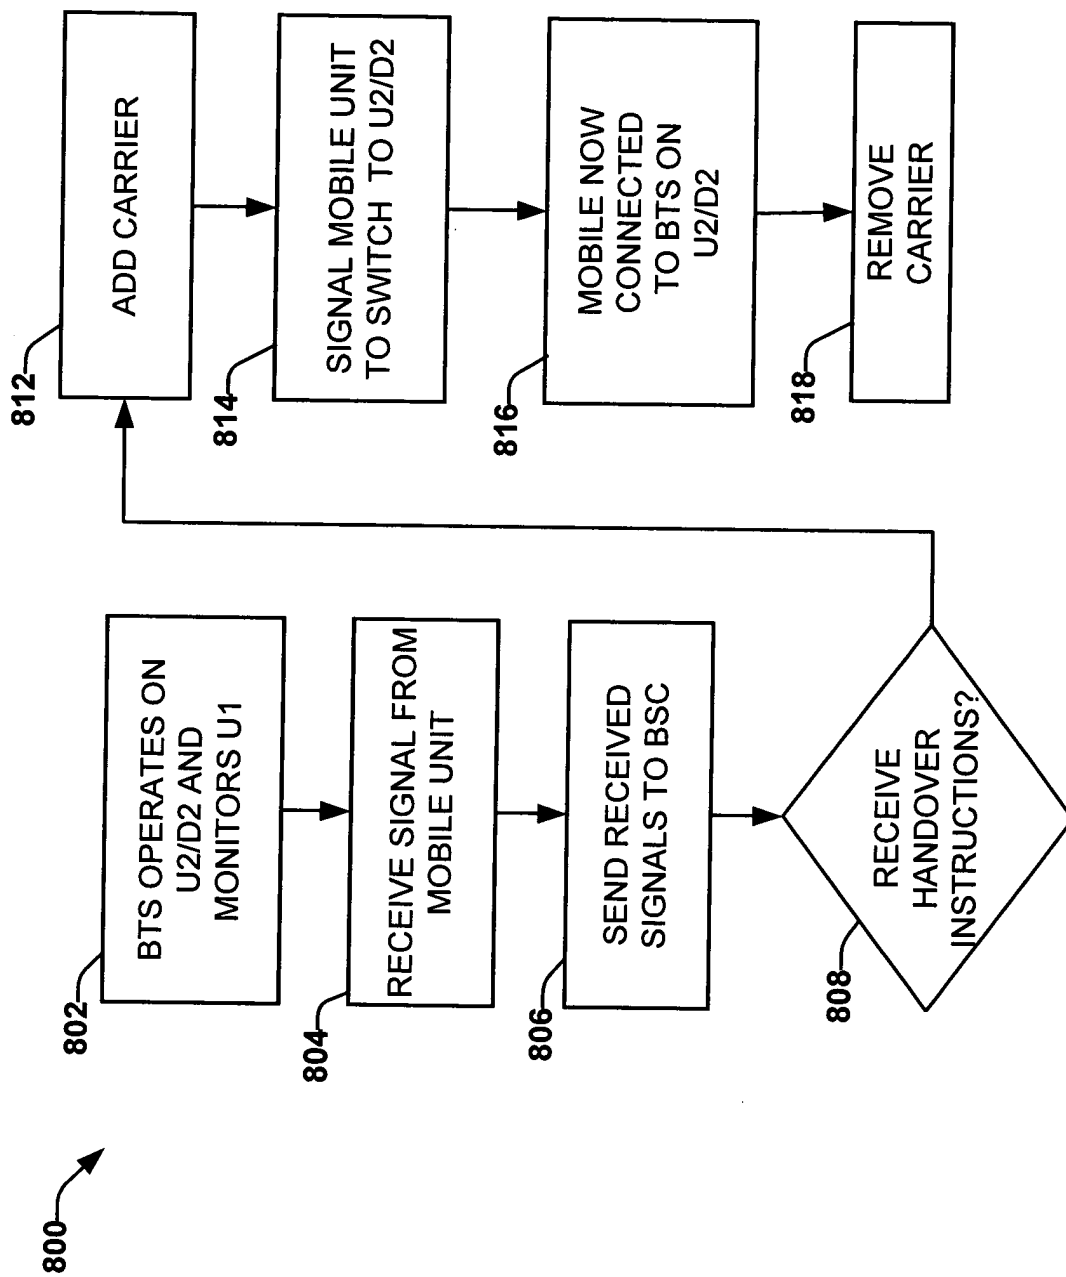 800
802
BTS OPERATES ON
U2/D2 AND
MONITORS U1
804
RECEIVE SIGNAL FROM
MOBILE UNIT
806
SEND RECEIVED
SIGNALS TO BSC
808
RECEIVE
HANDOVER
INSTRUCTIONS?
812
ADD CARRIER
814
SIGNAL MOBILE UNIT
TO SWITCH TO U2/D2
816
MOBILE NOW
CONNECTED
TO BTS ON
U2/D2
818
REMOVE
CARRIER